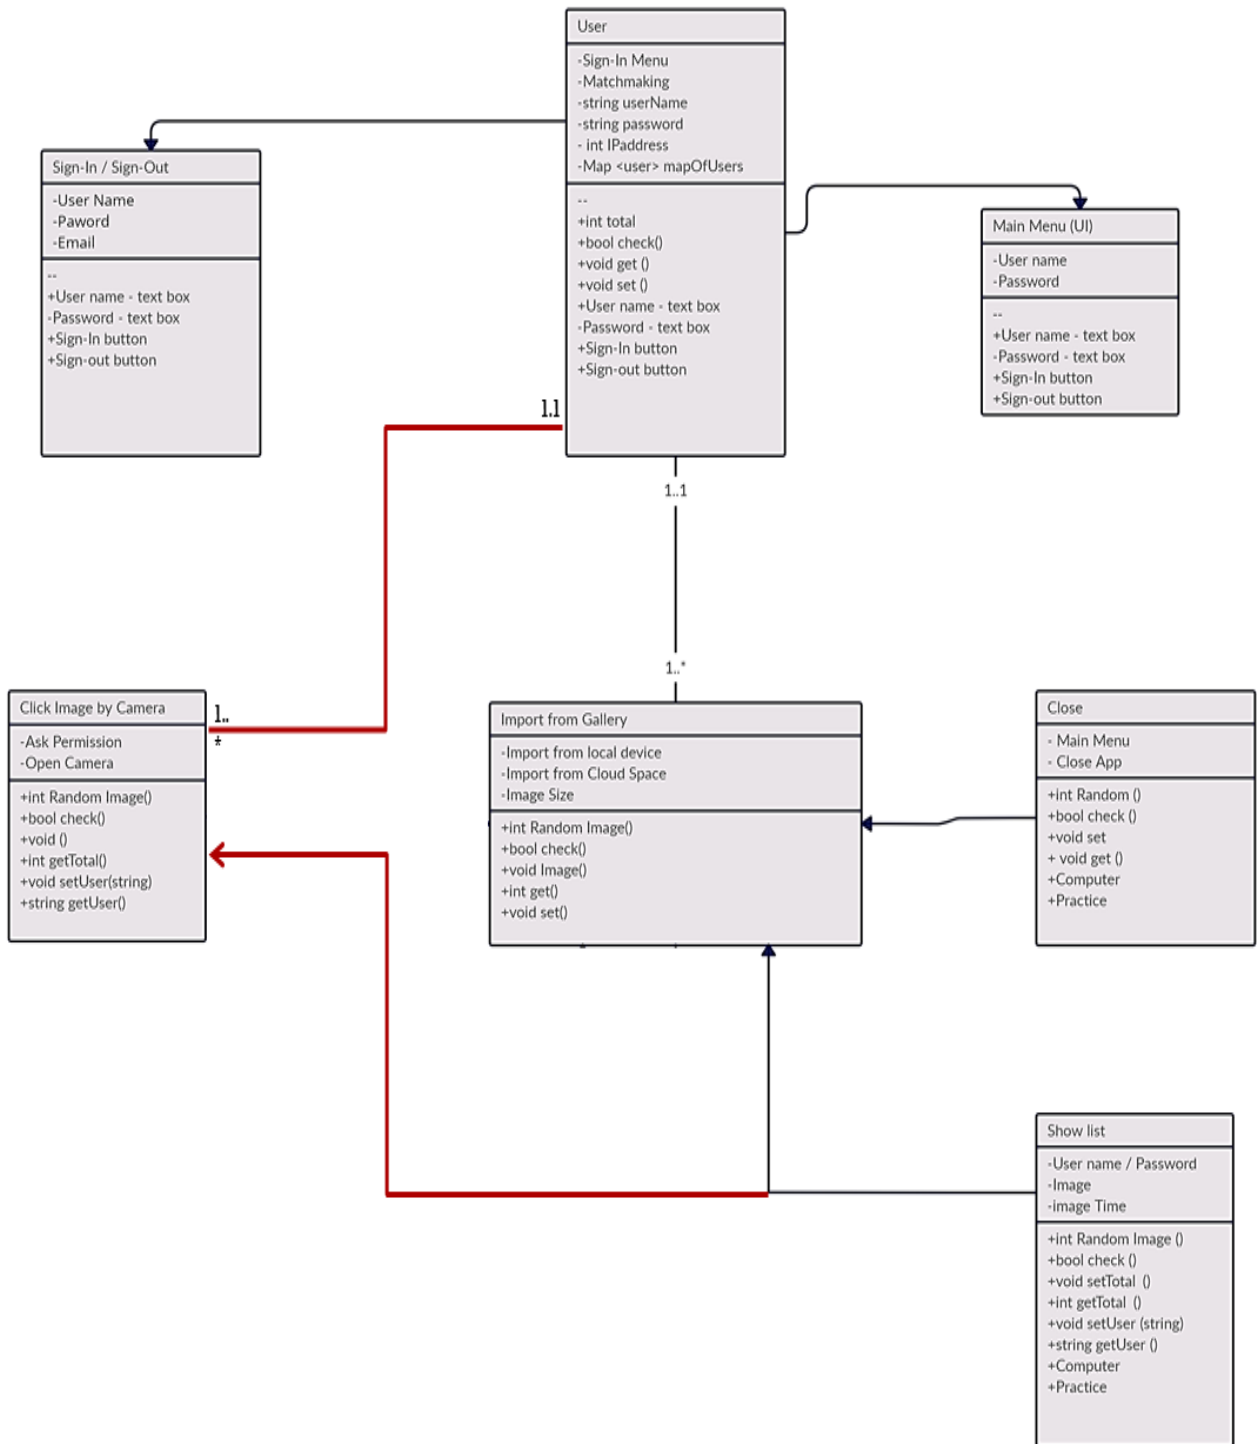 User
-Sign-In Menu
-Matchmaking
-string userName
-string password
- int IPaddress
-Map <user> mapOfUsers
--
+int total
+bool check()
+void get ()
+void set ()
+User name - text box
-Password - text box
+Sign-In button
+Sign-out button
Sign-In / Sign-Out
-User Name
-Paword
-Email
--
+User name - text box
-Password - text box
+Sign-In button
+Sign-out button
Main Menu (UI)
-User name
-Password
--
+User name - text box
-Password - text box
+Sign-In button
+Sign-out button
1.1
1..1
1..*
1..
*
Click Image by Camera
-Ask Permission
-Open Camera
+int Random Image()
+bool check()
+void ()
+int getTotal()
+void setUser(string)
+string getUser()
Import from Gallery
-Import from local device
-Import from Cloud Space
-Image Size
+int Random Image()
+bool check()
+void Image()
+int get()
+void set()
Close
- Main Menu
- Close App
+int Random ()
+bool check ()
+void set
+ void get ()
+Computer
+Practice
Show list
-User name / Password
-Image
-image Time
+int Random Image ()
+bool check ()
+void setTotal ()
+int getTotal ()
+void setUser (string)
+string getUser ()
+Computer
+Practice